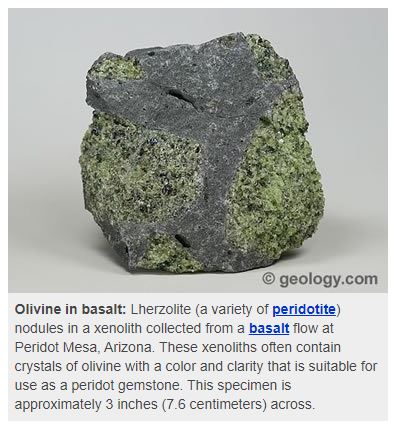 © geology.com
Olivine in basalt: Lherzolite (a variety of peridotite)
nodules in a xenolith collected from a basalt flow at
Peridot Mesa, Arizona. These xenoliths often contain
crystals of olivine with a color and clarity that is suitable for
use as a peridot gemstone. This specimen is
approximately 3 inches (7.6 centimeters) across.